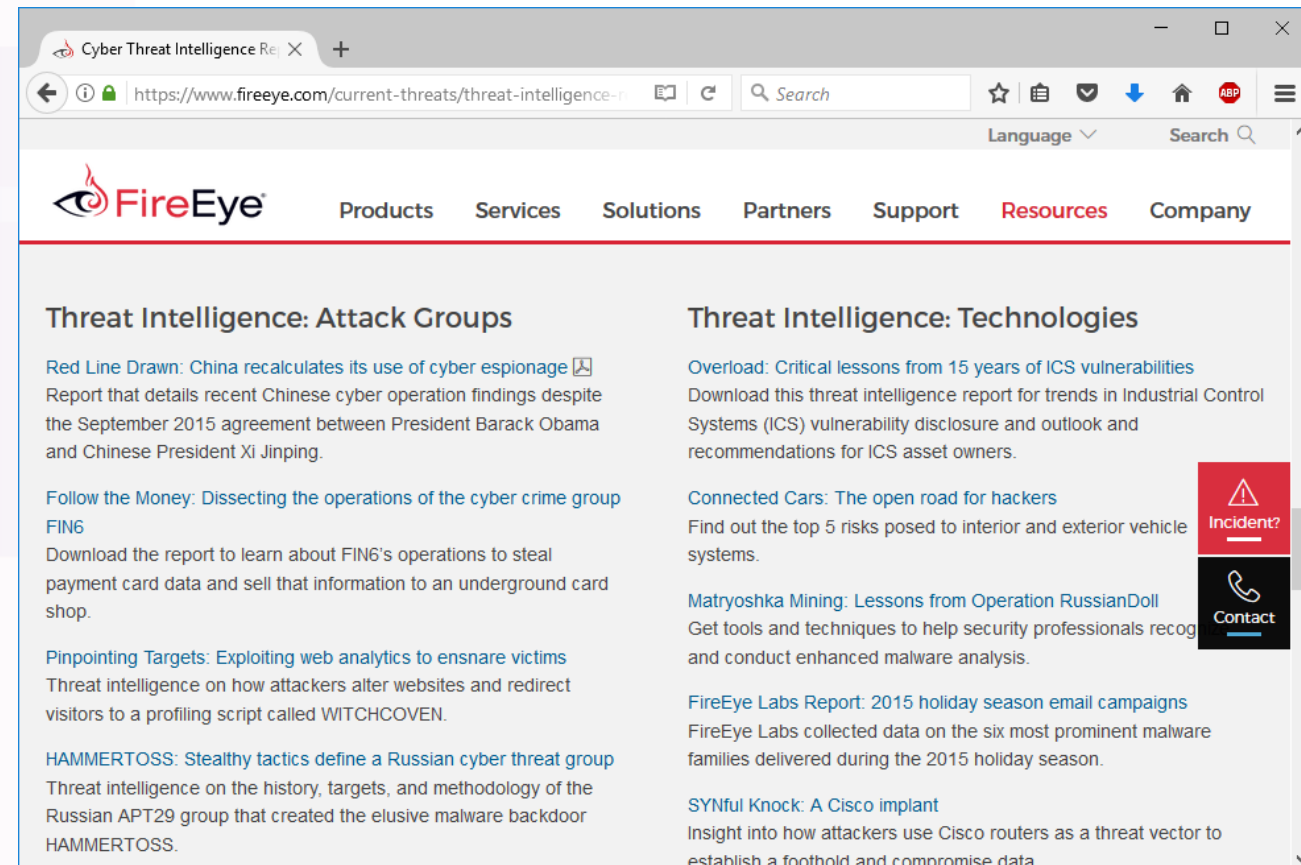 Cyber Threat Intelligence Re
https://www.fireeye.com/current-threats/threat-intelligence-
Search
ABP
Language
Search
FireEye
Products
Services
Solutions
Partners
Support
Resources
Company
Threat Intelligence: Attack Groups
Red Line Drawn: China recalculates its use of cyber espionage
Report that details recent Chinese cyber operation findings despite
the September 2015 agreement between President Barack Obama
and Chinese President Xi Jinping.
Follow the Money: Dissecting the operations of the cyber crime group
FIN6
Download the report to learn about FIN6's operations to steal
payment card data and sell that information to an underground card
shop.
Pinpointing Targets: Exploiting web analytics to ensnare victims
Threat intelligence on how attackers alter websites and redirect
visitors to a profiling script called WITCHCOVEN.
HAMMERTOSS: Stealthy tactics define a Russian cyber threat group
Threat intelligence on the history, targets, and methodology of the
Russian APT29 group that created the elusive malware backdoor
HAMMERTOSS.
Threat Intelligence: Technologies
Overload: Critical lessons from 15 years of ICS vulnerabilities
Download this threat intelligence report for trends in Industrial Control
Systems (ICS) vulnerability disclosure and outlook and
recommendations for ICS asset owners.
Connected Cars: The open road for hackers
Find out the top 5 risks posed to interior and exterior vehicle
systems.
Matryoshka Mining: Lessons from Operation RussianDoll
Get tools and techniques to help security professionals recog
and conduct enhanced malware analysis.
FireEye Labs Report: 2015 holiday season email campaigns
FireEye Labs collected data on the six most prominent malware
families delivered during the 2015 holiday season.
SYNful Knock: A Cisco implant
Insight into how attackers use Cisco routers as a threat vector to
establish a foothold and compromise data.
Incident?
Contact